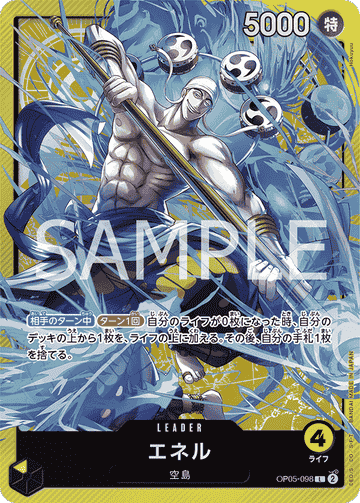 5000 特
SAMPLE
相手のターン中 ターン1回 自分のライフが0枚になった時、自分の
デッキの上から1枚を、ライフの上に加える。その後、自分の手札1枚
を捨てる。
LEADER
エネル
空島
4
ライフ
OP05-098 L 2